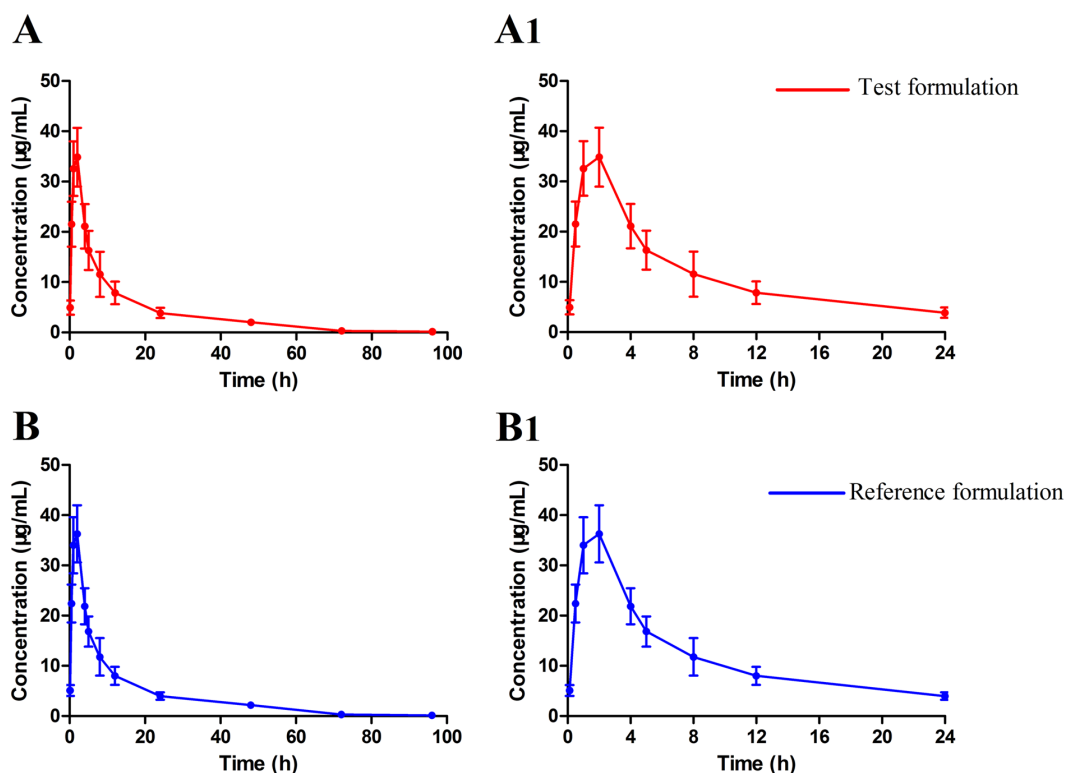 A
Concentration (μg/mL)
50
40
30
20
10
0
0 20 40 60 80 100
Time (h)
A1
Test formulation
Concentration (μg/mL)
50
40
30
20
10
0
0 4 8 12 16 20 24
Time (h)
B
Concentration (μg/mL)
50
40
30
20
10
0
0 20 40 60 80 100
Time (h)
B1
Reference formulation
Concentration (μg/mL)
50
40
30
20
10
0
0 4 8 12 16 20 24
Time (h)